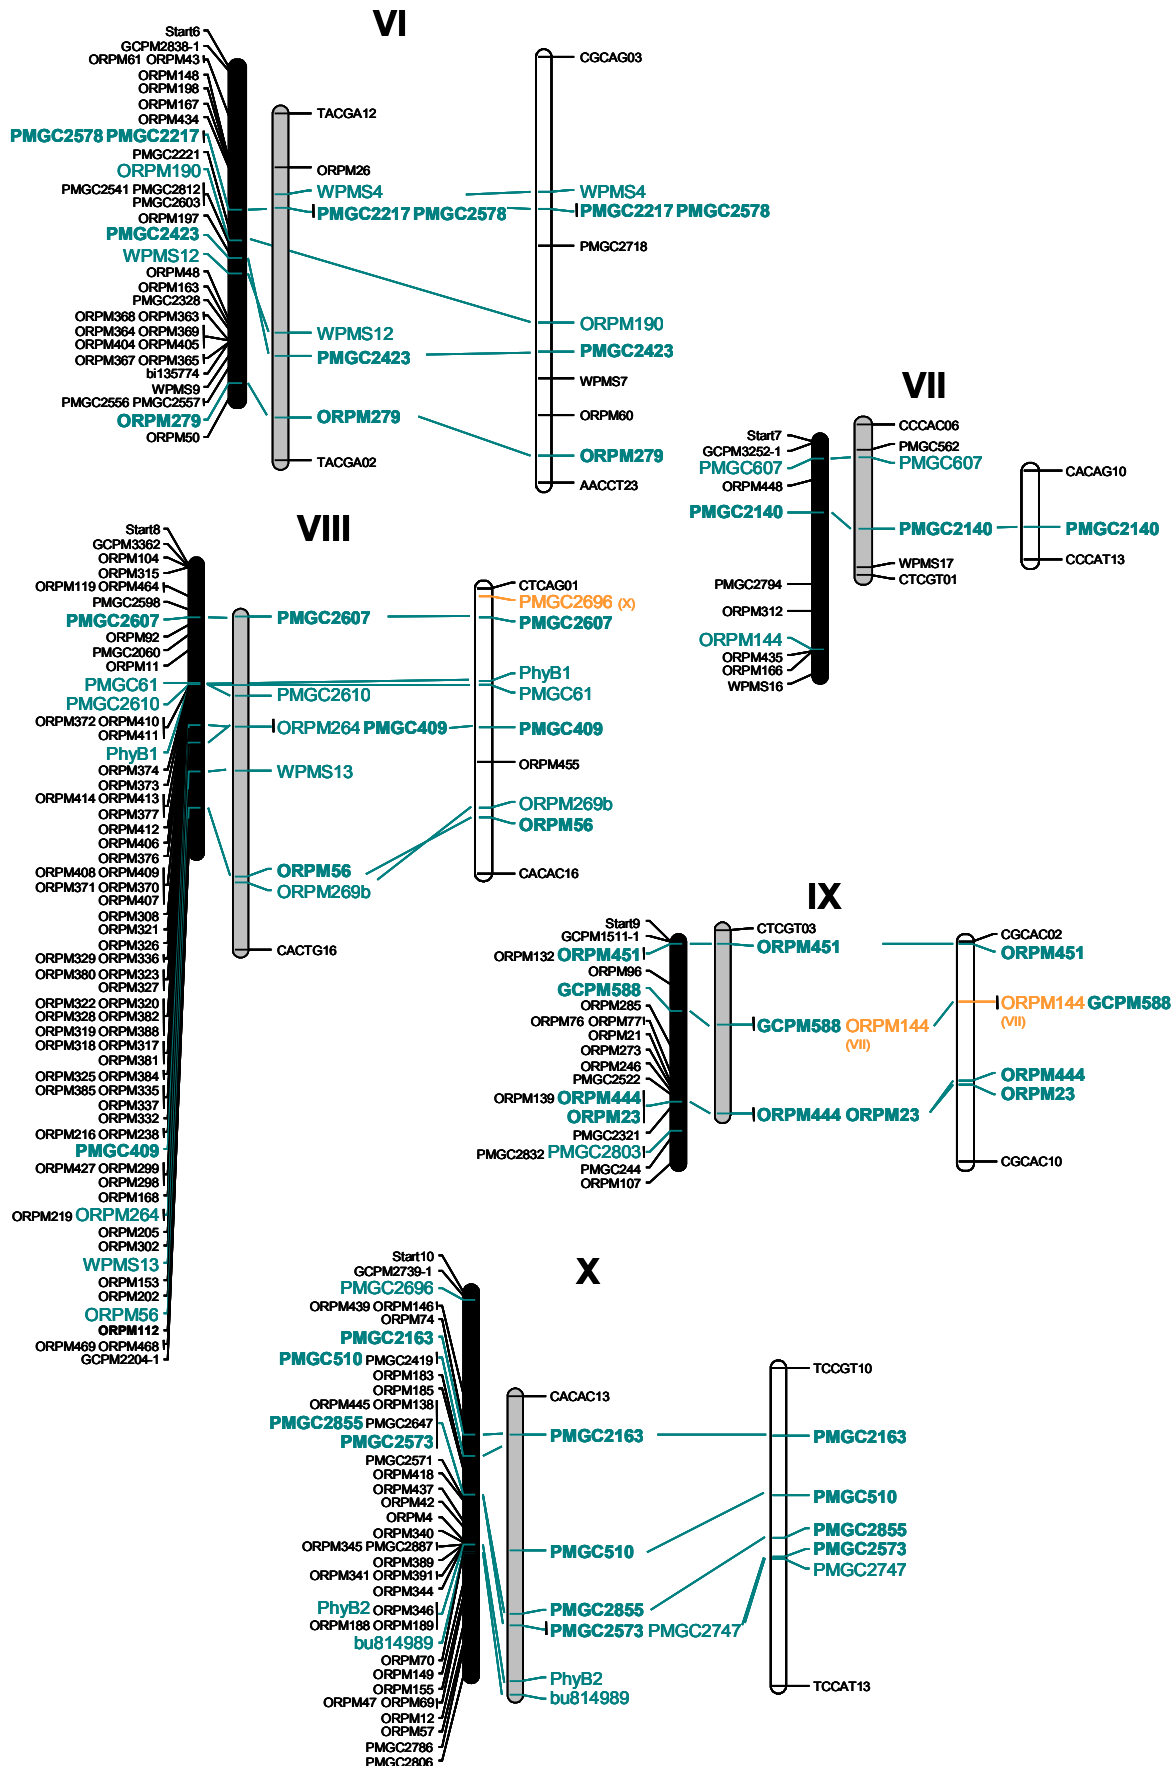 VI
Start6
GCPM2838-1
ORPM61 ORPM43
ORPM148
ORPM198
ORPM167
ORPM434
PMGC2578 PMGC2217
PMGC2221
ORPM190
PMGC2541 PMGC2812
PMGC2603
ORPM197
PMGC2423
WPMS12
ORPM48
ORPM163
PMGC2328
ORPM368 ORPM363
ORPM364 ORPM369
ORPM404 ORPM405
ORPM367 ORPM365
bi135774
WPMS9
PMGC2556 PMGC2557
ORPM279
ORPM50
TACGA12
ORPM26
WPMS4
PMGC2217 PMGC2578
WPMS12
PMGC2423
ORPM279
TACGA02
CGCAG03
WPMS4
PMGC2217 PMGC2578
PMGC2718
ORPM190
PMGC2423
WPMS7
ORPM60
ORPM279
AACCT23
VII
Start7
GCPM3252-1
PMGC607
ORPM448
PMGC2140
PMGC2794
ORPM312
ORPM144
ORPM435
ORPM166
WPMS16
CCCAC06
PMGC562
PMGC607
PMGC2140
WPMS17
CTCGT01
CACAG10
PMGC2140
CCCAT13
VIII
Start8
GCPM3362
ORPM104
ORPM315
ORPM119 ORPM464
PMGC2598
PMGC2607
ORPM92
PMGC2060
ORPM11
PMGC61
PMGC2610
ORPM372 ORPM410
ORPM411
PhyB1
ORPM374
ORPM373
ORPM414 ORPM413
ORPM377
ORPM412
ORPM406
ORPM376
ORPM408 ORPM409
ORPM371 ORPM370
ORPM407
ORPM308
ORPM321
ORPM326
ORPM329 ORPM336
ORPM380 ORPM323
ORPM327
ORPM322 ORPM320
ORPM328 ORPM382
ORPM319 ORPM388
ORPM318 ORPM317
ORPM381
ORPM325 ORPM384
ORPM385 ORPM335
ORPM337
ORPM332
ORPM216 ORPM238
PMGC409
ORPM427 ORPM299
ORPM298
ORPM168
ORPM219 ORPM264
ORPM205
ORPM302
WPMS13
ORPM153
ORPM202
ORPM56
ORPM112
ORPM469 ORPM468
GCPM2204-1
PMGC2607
PMGC2610
ORPM264 PMGC409
WPMS13
ORPM56
ORPM269b
CACTG16
CTCAG01
PMGC2696 (X)
PMGC2607
PhyB1
PMGC61
PMGC409
ORPM455
ORPM269b
ORPM56
CACAC16
IX
Start9
GCPM1511-1
ORPM132 ORPM451
ORPM96
GCPM588
ORPM285
ORPM76 ORPM77
ORPM21
ORPM273
ORPM246
PMGC2522
ORPM139 ORPM444
ORPM23
PMGC2321
PMGC2832 PMGC2803
PMGC244
ORPM107
CTCGT03
ORPM451
GCPM588 ORPM144
(VII)
ORPM444 ORPM23
CGCAC02
ORPM451
ORPM144 GCPM588
(VII)
ORPM444
ORPM23
CGCAC10
X
Start10
GCPM2739-1
PMGC2696
ORPM439 ORPM146
ORPM74
PMGC2163
PMGC510 PMGC2419
ORPM183
ORPM185
ORPM445 ORPM138
PMGC2855 PMGC2647
PMGC2573
PMGC2571
ORPM418
ORPM437
ORPM42
ORPM4
ORPM340
ORPM345 PMGC2887
ORPM389
ORPM341 ORPM391
ORPM344
PhyB2 ORPM346
ORPM188 ORPM189
bu814989
ORPM70
ORPM149
ORPM155
ORPM47 ORPM69
ORPM12
ORPM57
PMGC2786
PMGC2806
CACAC13
PMGC2163
PMGC510
PMGC2855
PMGC2573 PMGC2747
PhyB2
bu814989
TCCGT10
PMGC2163
PMGC510
PMGC2855
PMGC2573
PMGC2747
TCCAT13